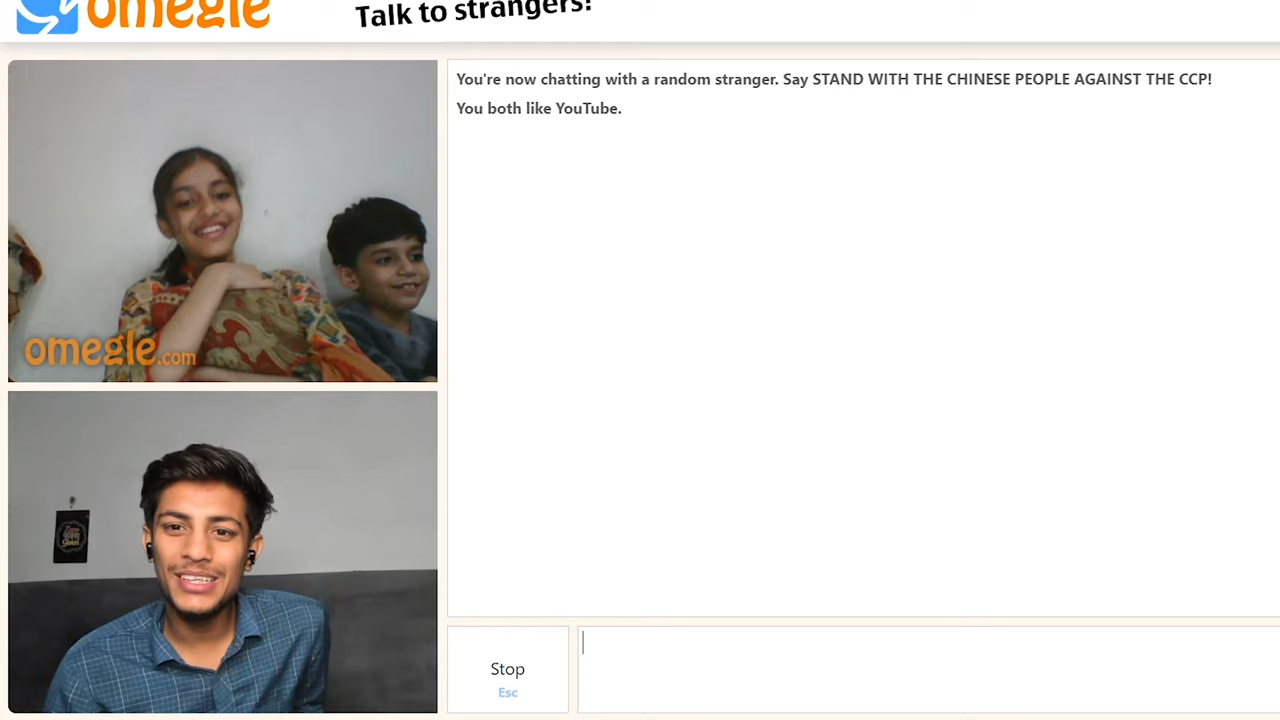 omegle
Talk to strangers!
You're now chatting with a random stranger. Say STAND WITH THE CHINESE PEOPLE AGAINST THE CCP!
You both like YouTube.
omegle.com
Stop
Esc